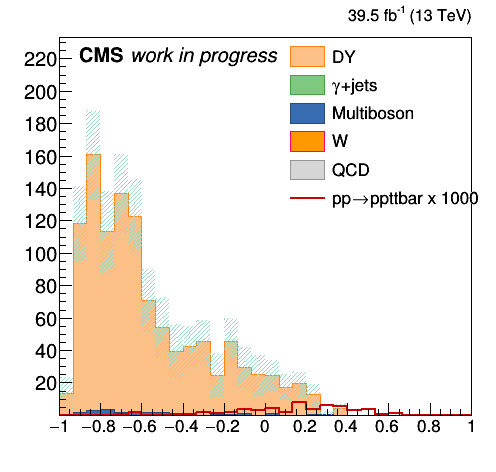 39.5 fb⁻¹ (13 TeV)
CMS work in progress
DY
γ+jets
Multiboson
W
QCD
pp→ppttbar x 1000
220
200
180
160
140
120
100
80
60
40
20
−1 −0.8 −0.6 −0.4 −0.2 0 0.2 0.4 0.6 0.8 1